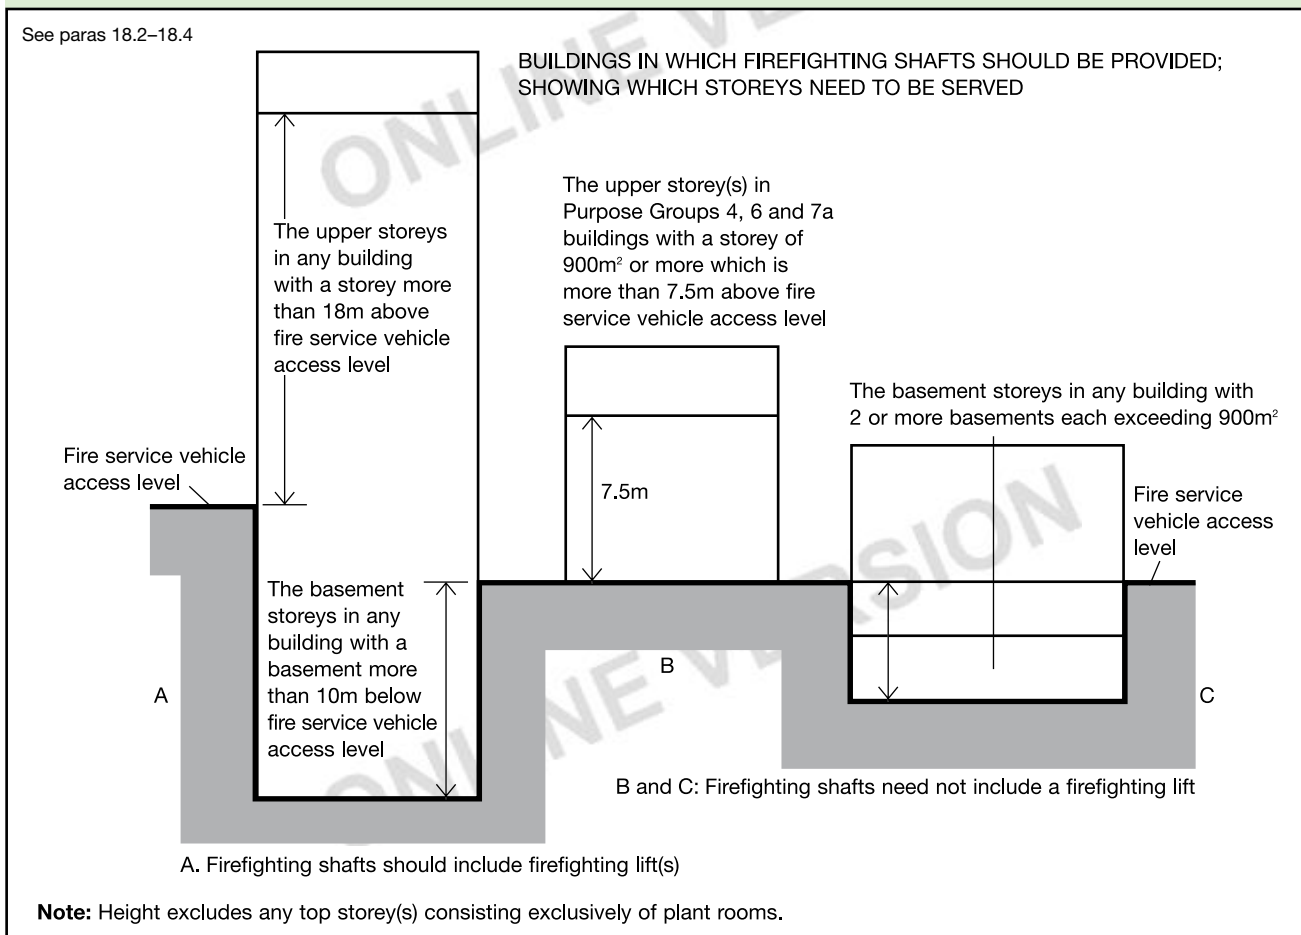 See paras 18.2–18.4
BUILDINGS IN WHICH FIREFIGHTING SHAFTS SHOULD BE PROVIDED;
SHOWING WHICH STOREYS NEED TO BE SERVED
ONLINE VERSION
The upper storeys
in any building
with a storey more
than 18m above
fire service vehicle
access level
The upper storey(s) in
Purpose Groups 4, 6 and 7a
buildings with a storey of
900m² or more which is
more than 7.5m above fire
service vehicle access level
The basement storeys in any building with
2 or more basements each exceeding 900m²
Fire service vehicle
access level
7.5m
Fire service
vehicle access
level
The basement
storeys in any
building with a
basement more
than 10m below
fire service vehicle
access level
A
B
C
ONLINE VERSION
B and C: Firefighting shafts need not include a firefighting lift
A. Firefighting shafts should include firefighting lift(s)
Note: Height excludes any top storey(s) consisting exclusively of plant rooms.